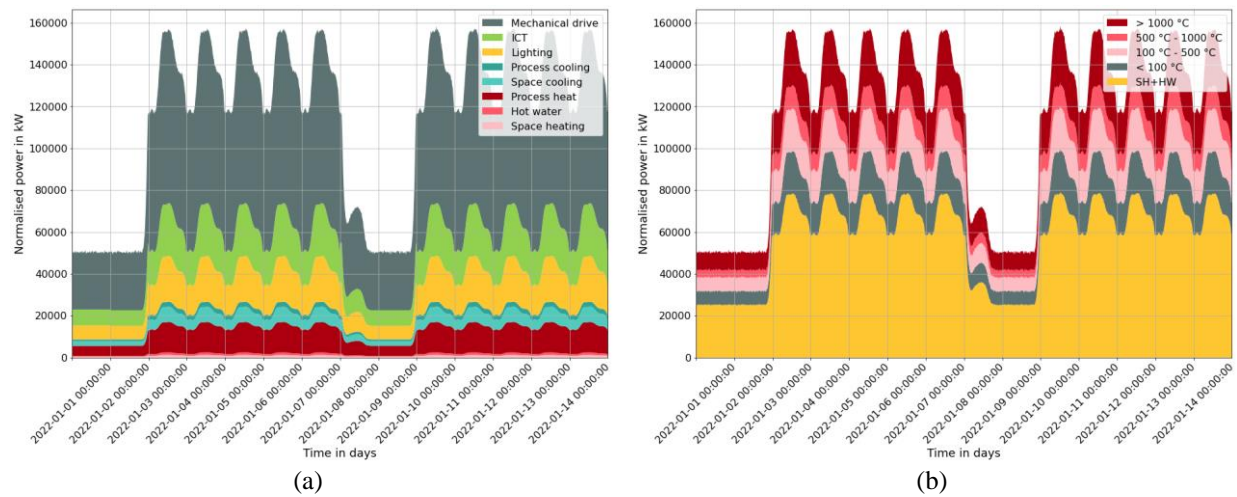 160000
140000
120000
100000
80000
60000
40000
20000
0
Normalised power in kW
Mechanical drive
ICT
Lighting
Process cooling
Space cooling
Process heat
Hot water
Space heating
2022-01-01 00:00:00
2022-01-02 00:00:00
2022-01-03 00:00:00
2022-01-04 00:00:00
2022-01-05 00:00:00
2022-01-06 00:00:00
2022-01-07 00:00:00
2022-01-08 00:00:00
2022-01-09 00:00:00
2022-01-10 00:00:00
2022-01-11 00:00:00
2022-01-12 00:00:00
2022-01-13 00:00:00
2022-01-14 00:00:00
Time in days
(a)
160000
140000
120000
100000
80000
60000
40000
20000
0
Normalised power in kW
> 1000 °C
500 °C - 1000 °C
100 °C - 500 °C
< 100 °C
SH+HW
2022-01-01 00:00:00
2022-01-02 00:00:00
2022-01-03 00:00:00
2022-01-04 00:00:00
2022-01-05 00:00:00
2022-01-06 00:00:00
2022-01-07 00:00:00
2022-01-08 00:00:00
2022-01-09 00:00:00
2022-01-10 00:00:00
2022-01-11 00:00:00
2022-01-12 00:00:00
2022-01-13 00:00:00
2022-01-14 00:00:00
Time in days
(b)